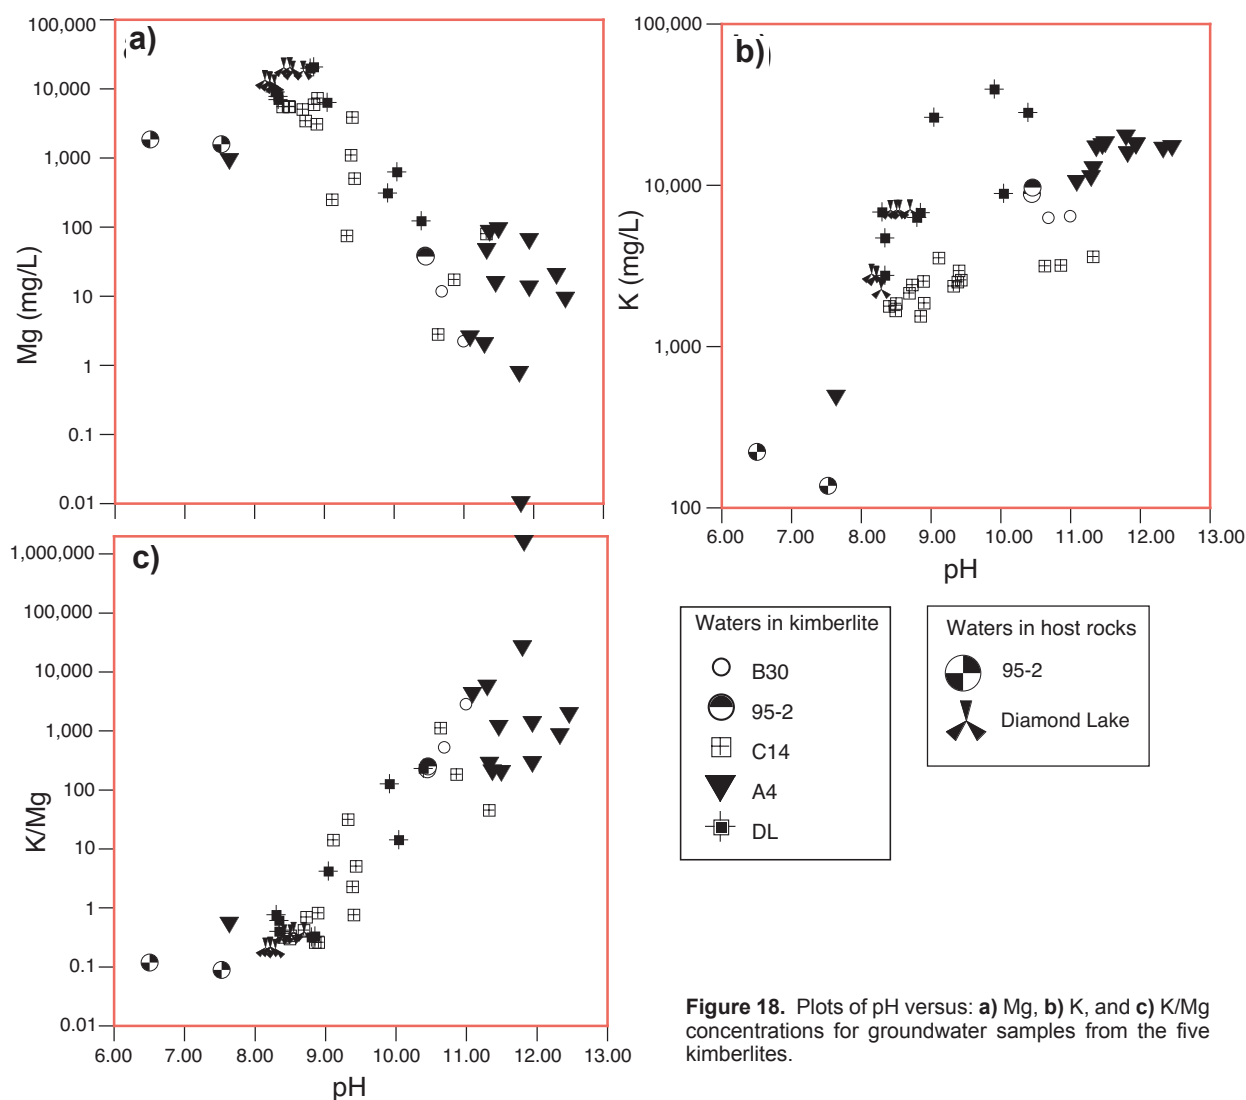 a)
100,000
10,000
1,000
100
10
1
0.1
0.01
Mg (mg/L)
b)
100,000
10,000
1,000
100
K (mg/L)
6.00 7.00 8.00 9.00 10.00 11.00 12.00 13.00
pH
c)
1,000,000
100,000
10,000
1,000
100
10
1
0.1
0.01
K/Mg
6.00 7.00 8.00 9.00 10.00 11.00 12.00 13.00
pH
Waters in kimberlite
B30
95-2
C14
A4
DL
Waters in host rocks
95-2
Diamond Lake
Figure 18. Plots of pH versus: a) Mg, b) K, and c) K/Mg
concentrations for groundwater samples from the five
kimberlites.